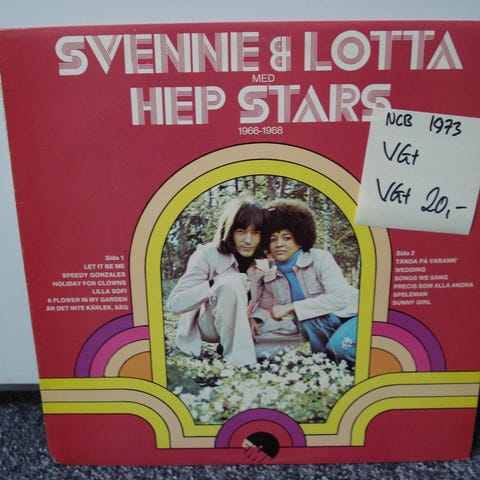 SVENNE & LOTTA
MED
HEP STARS
1966-1968
NCB 1973
VG+
VG+ 20,-
Sida 1
LET IT BE ME
SPEEDY GONZALES
HOLIDAY FOR CLOWNS
LILLA SOFI
A FLOWER IN MY GARDEN
ÄR DET INTE KÄRLEK, SÄG
Sida 2
TÄNDA PÅ VARANN'
WEDDING
SONGS WE SANG
PRECIS SOM ALLA ANDRA
SPELEMAN
SUNNY GIRL
EMI